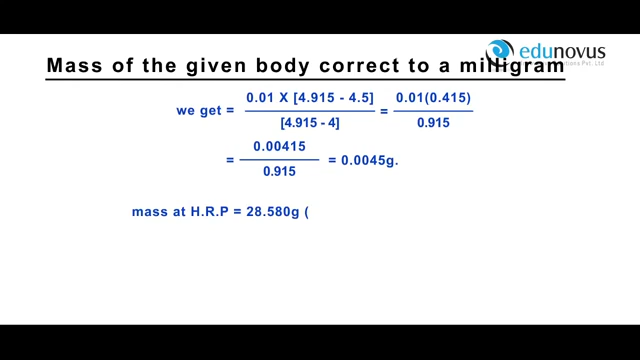 edunovus
Mass of the given body correct to a milligram
we get = 0.01 X [4.915 - 4.5] / [4.915 - 4] = 0.01(0.415) / 0.915
= 0.00415 / 0.915 = 0.0045g.
mass at H.R.P = 28.580g (